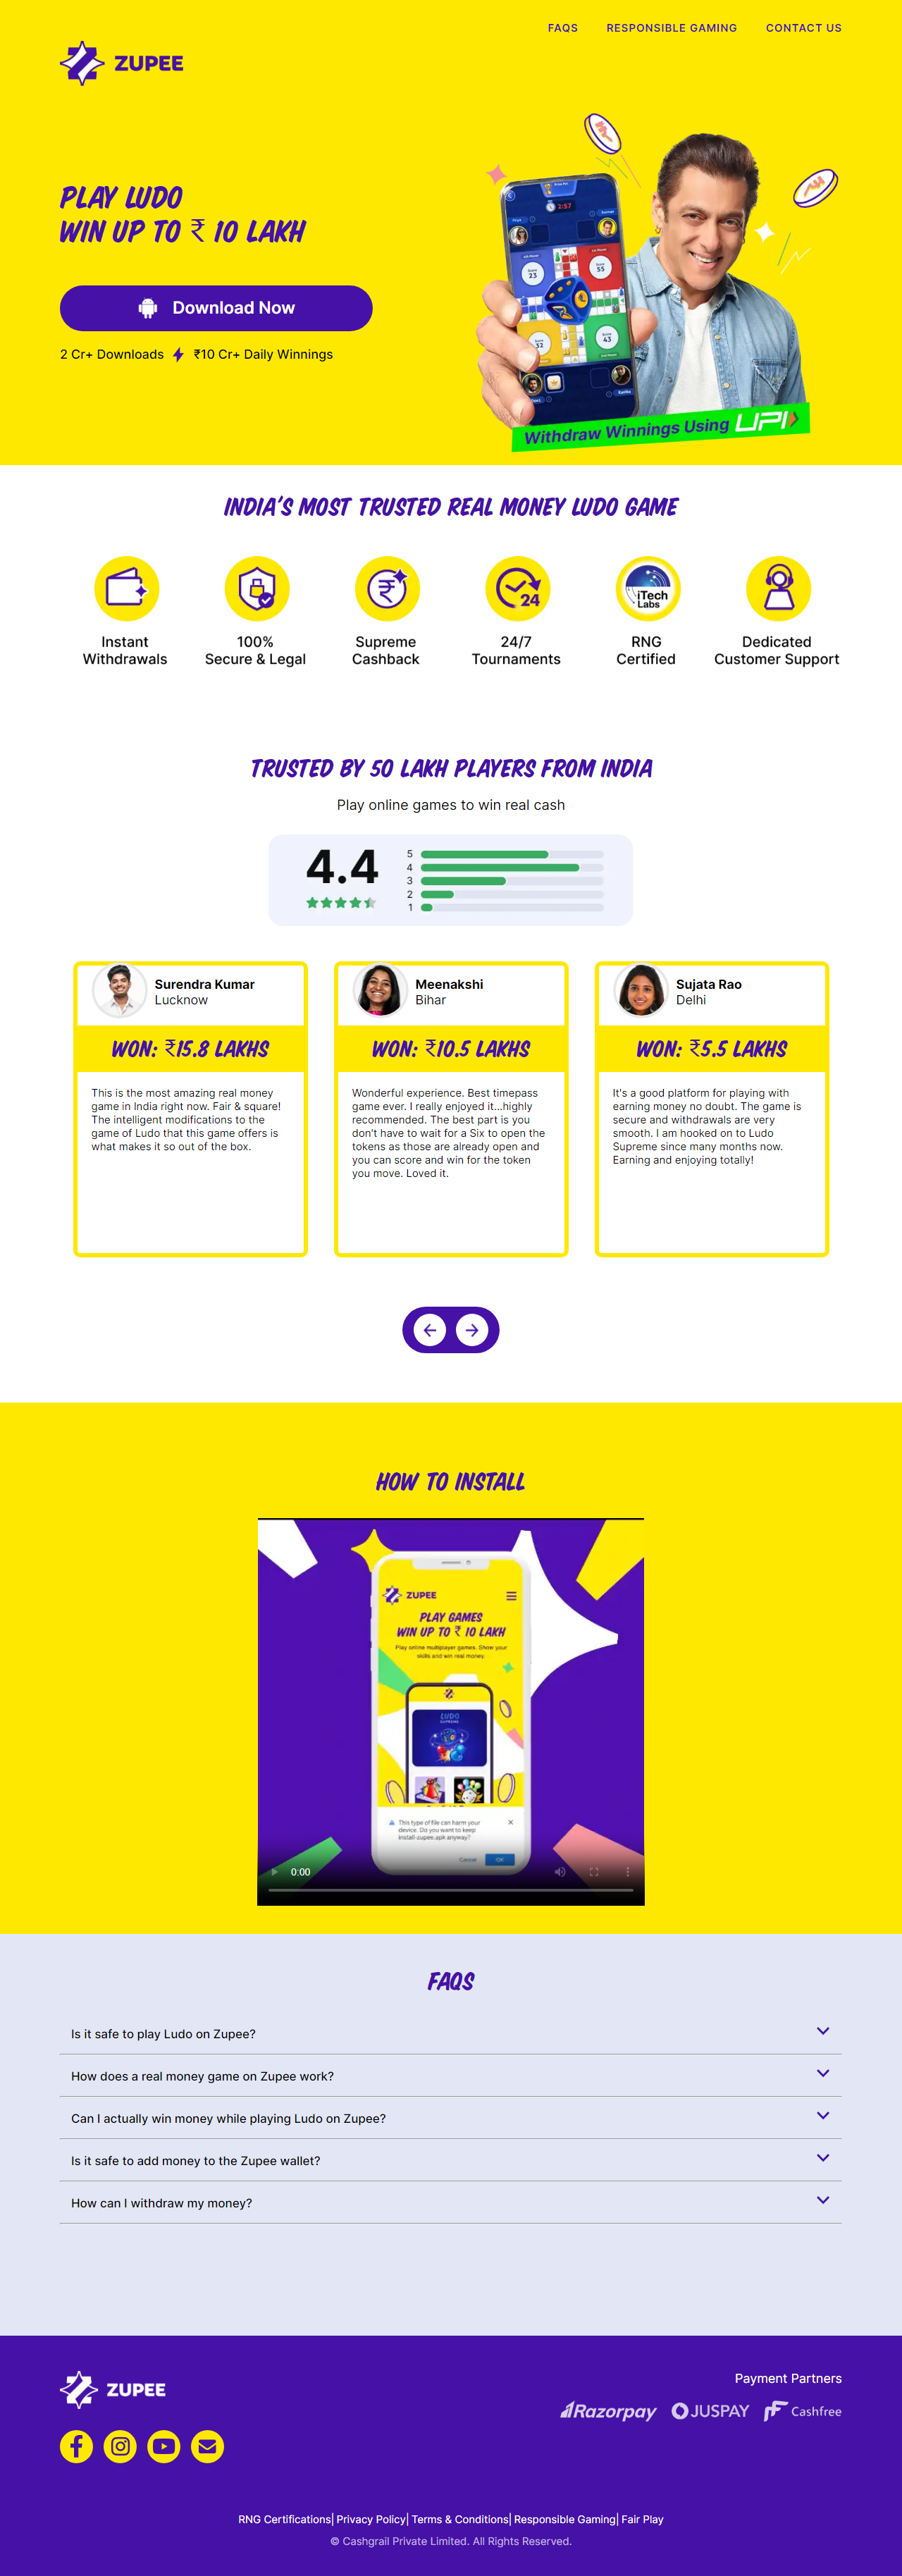 FAQS RESPONSIBLE GAMING CONTACT US
ZUPEE
PLAY LUDO
WIN UP TO ₹ 10 LAKH
Download Now
2 Cr+ Downloads ₹10 Cr+ Daily Winnings
2:57
Score
23
Score
55
Score
32
Score
43
Withdraw Winnings Using UPI
INDIA'S MOST TRUSTED REAL MONEY LUDO GAME
24
iTech
Labs
Instant
Withdrawals
100%
Secure & Legal
Supreme
Cashback
24/7
Tournaments
RNG
Certified
Dedicated
Customer Support
TRUSTED BY 50 LAKH PLAYERS FROM INDIA
Play online games to win real cash
4.4
5
4
3
2
1
Surendra Kumar
Lucknow
WON: ₹15.8 LAKHS
This is the most amazing real money
game in India right now. Fair & square!
The intelligent modifications to the
game of Ludo that this game offers is
what makes it so out of the box.
Meenakshi
Bihar
WON: ₹10.5 LAKHS
Wonderful experience. Best timepass
game ever. I really enjoyed it...highly
recommended. The best part is you
don't have to wait for a Six to open the
tokens as those are already open and
you can score and win for the token
you move. Loved it.
Sujata Rao
Delhi
WON: ₹5.5 LAKHS
It's a good platform for playing with
earning money no doubt. The game is
secure and withdrawals are very
smooth. I am hooked on to Ludo
Supreme since many months now.
Earning and enjoying totally!
HOW TO INSTALL
ZUPEE
PLAY GAMES
WIN UP TO ₹ 10 LAKH
Play online multiplayer games. Show your
skills and win real money.
LUDO
SUPREME
This type of file can harm your
device. Do you want to keep
install-zupee.apk anyway?
Cancel OK
0:00
FAQS
Is it safe to play Ludo on Zupee?
How does a real money game on Zupee work?
Can I actually win money while playing Ludo on Zupee?
Is it safe to add money to the Zupee wallet?
How can I withdraw my money?
ZUPEE
Payment Partners
Razorpay JUSPAY Cashfree
RNG Certifications| Privacy Policy| Terms & Conditions| Responsible Gaming| Fair Play
© Cashgrail Private Limited. All Rights Reserved.